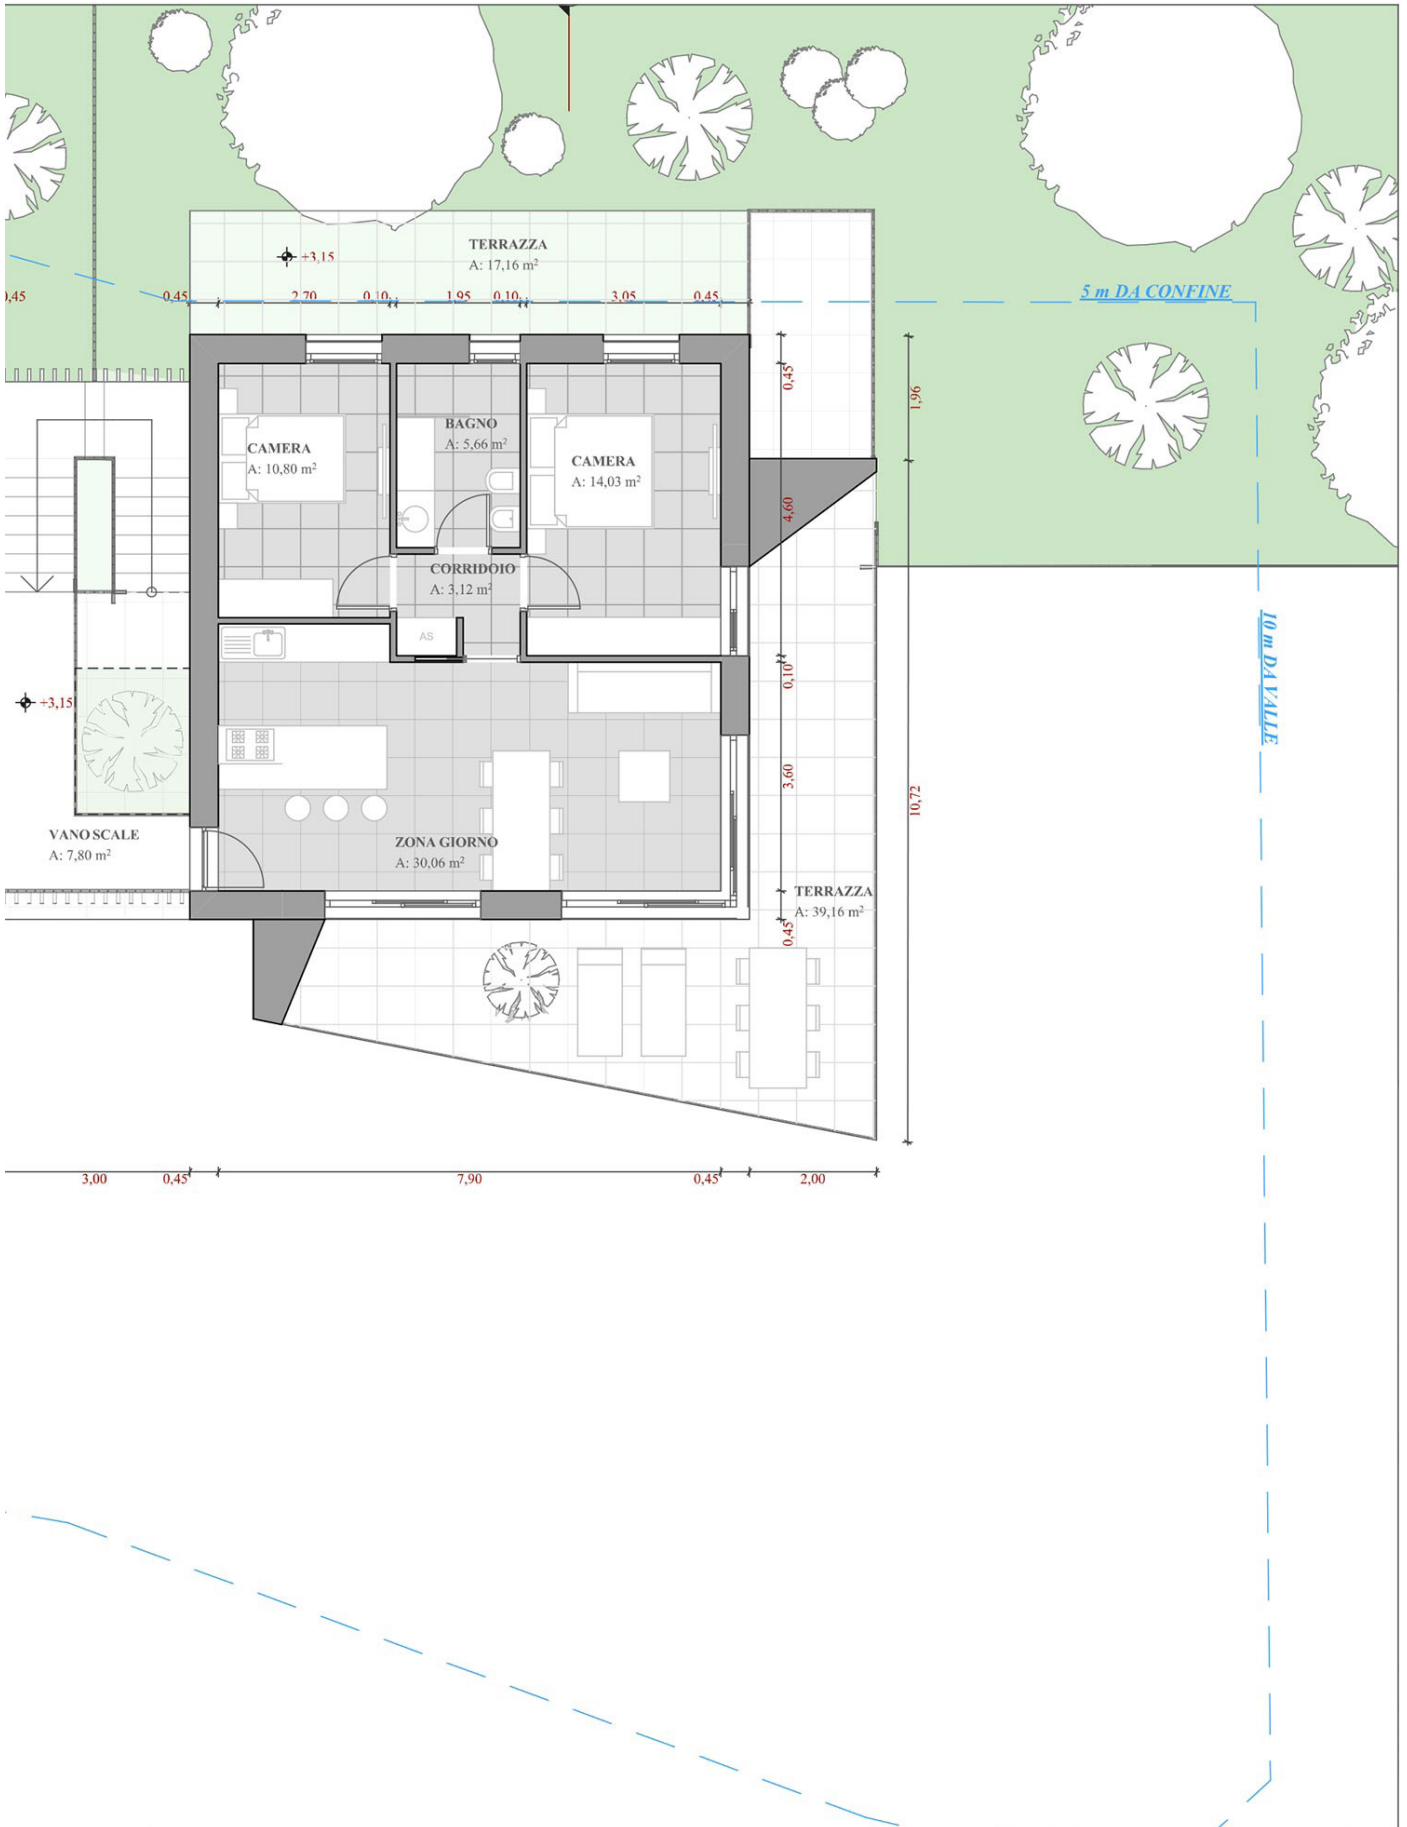 TERRAZZA
A: 17,16 m²
+3,15
5 m DA CONFINE
0,45
0,45
2,70
0,10
1,95
0,10
3,05
0,45
0,45
1,96
CAMERA
A: 10,80 m²
BAGNO
A: 5,66 m²
CAMERA
A: 14,03 m²
4,60
CORRIDOIO
A: 3,12 m²
AS
10 m DA VALLE
+3,15
0,10
3,60
10,72
VANO SCALE
A: 7,80 m²
ZONA GIORNO
A: 30,06 m²
TERRAZZA
A: 39,16 m²
0,45
3,00
0,45
7,90
0,45
2,00